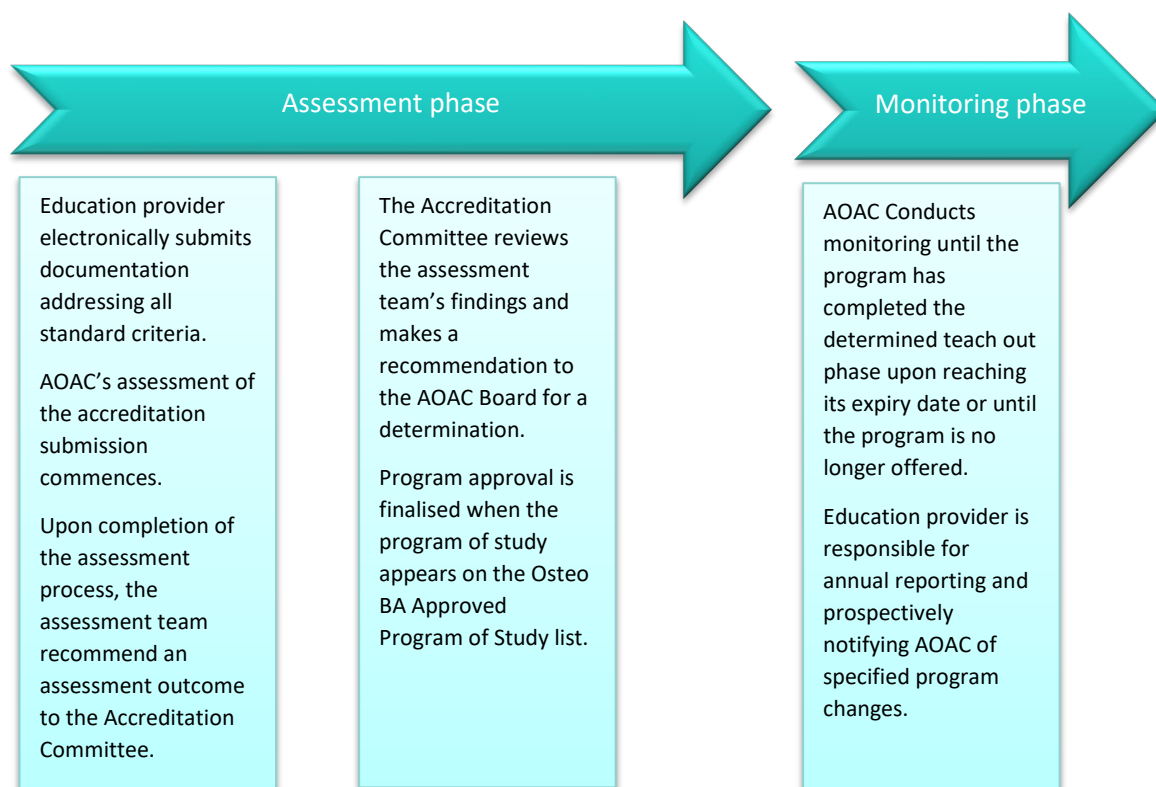 Assessment phase
Monitoring phase
Education provider
electronically submits
documentation
addressing all
standard criteria.
AOAC’s assessment of
the accreditation
submission
commences.
Upon completion of
the assessment
process, the
assessment team
recommend an
assessment outcome
to the Accreditation
Committee.
The Accreditation
Committee reviews
the assessment
team’s findings and
makes a
recommendation to
the AOAC Board for a
determination.
Program approval is
finalised when the
program of study
appears on the Osteo
BA Approved
Program of Study list.
AOAC Conducts
monitoring until the
program has
completed the
determined teach out
phase upon reaching
its expiry date or until
the program is no
longer offered.
Education provider is
responsible for
annual reporting and
prospectively
notifying AOAC of
specified program
changes.